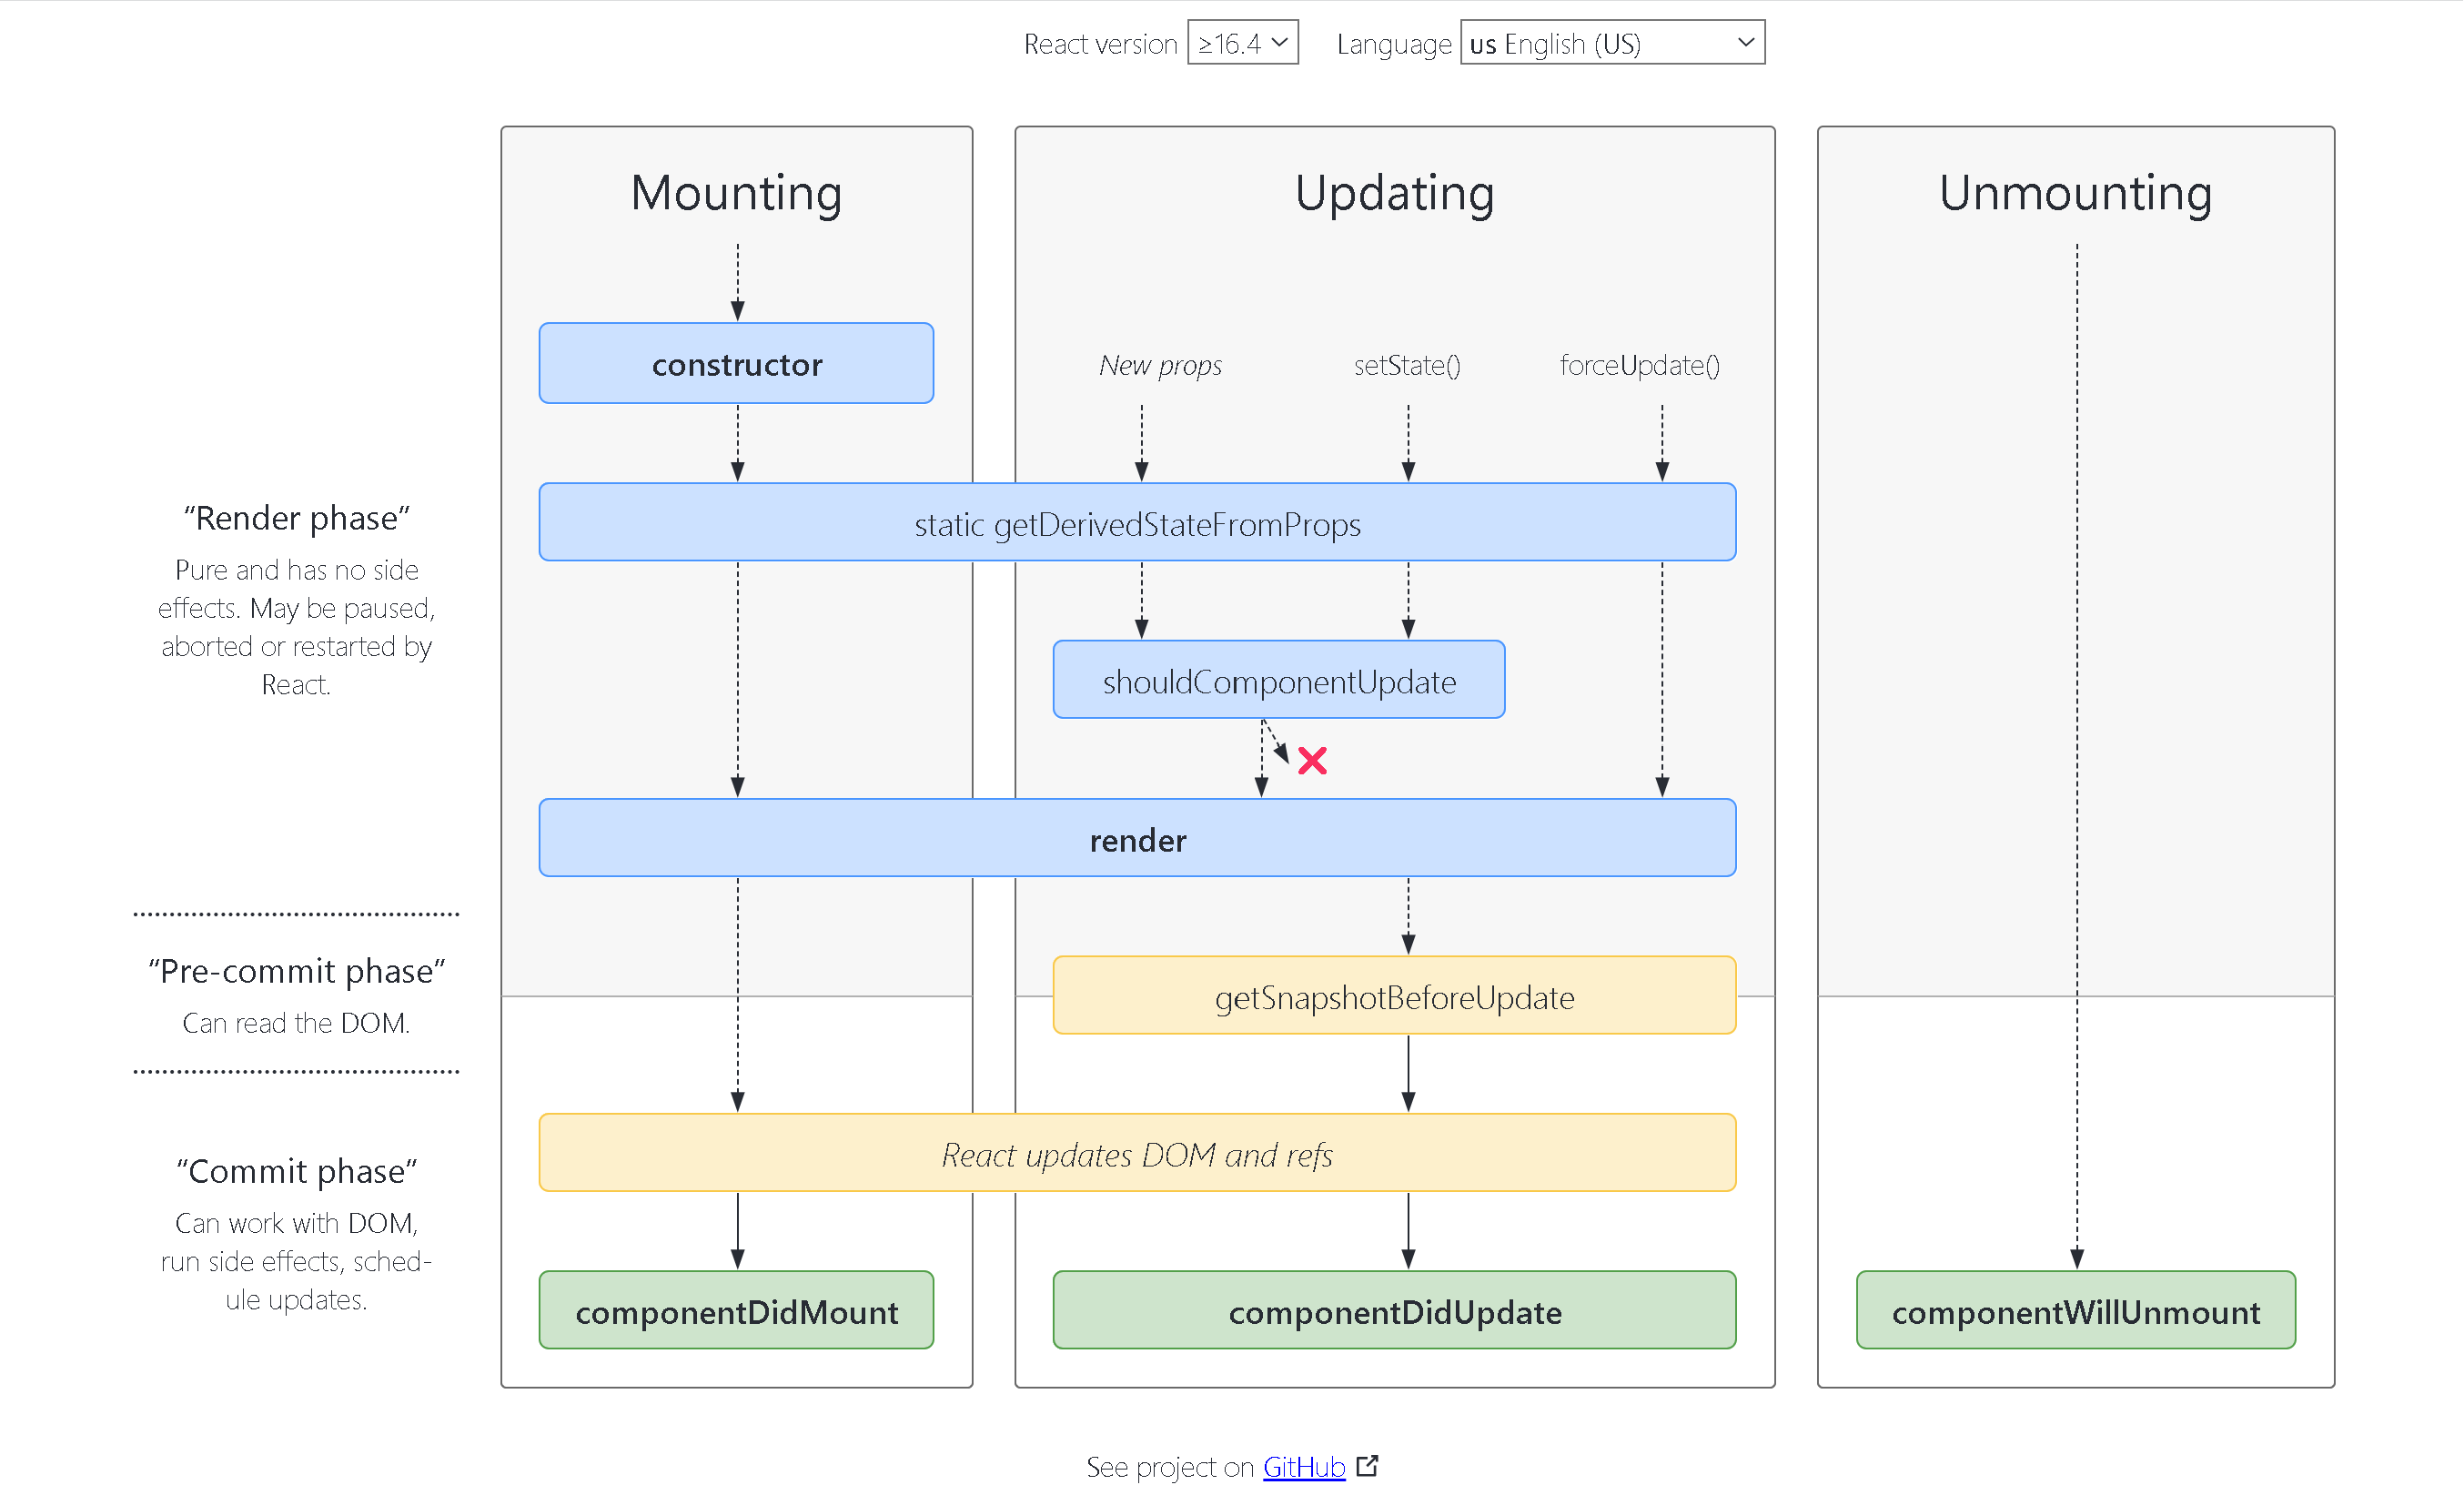 React version ≥16.4 Language us English (US)
Mounting
Updating
Unmounting
constructor
New props
setState()
forceUpdate()
static getDerivedStateFromProps
shouldComponentUpdate
render
getSnapshotBeforeUpdate
React updates DOM and refs
componentDidMount
componentDidUpdate
componentWillUnmount
“Render phase”
Pure and has no side
effects. May be paused,
aborted or restarted by
React.
“Pre-commit phase”
Can read the DOM.
“Commit phase”
Can work with DOM,
run side effects, sched-
ule updates.
See project on GitHub